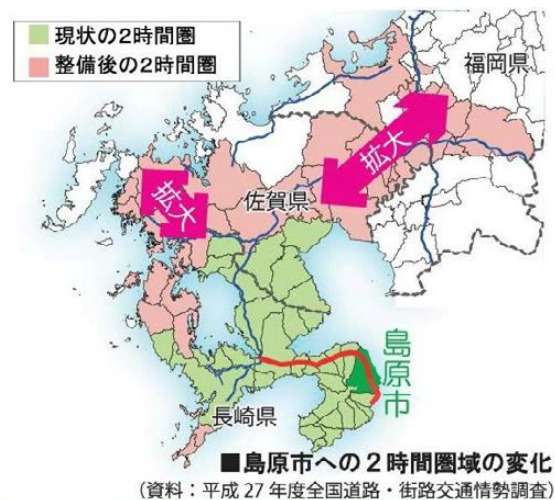 現状の2時間圏
整備後の2時間圏
福岡県
拡大
拡大
佐賀県
島原市
長崎県
■島原市への2時間圏域の変化
(資料:平成27年度全国道路・街路交通情勢調査)